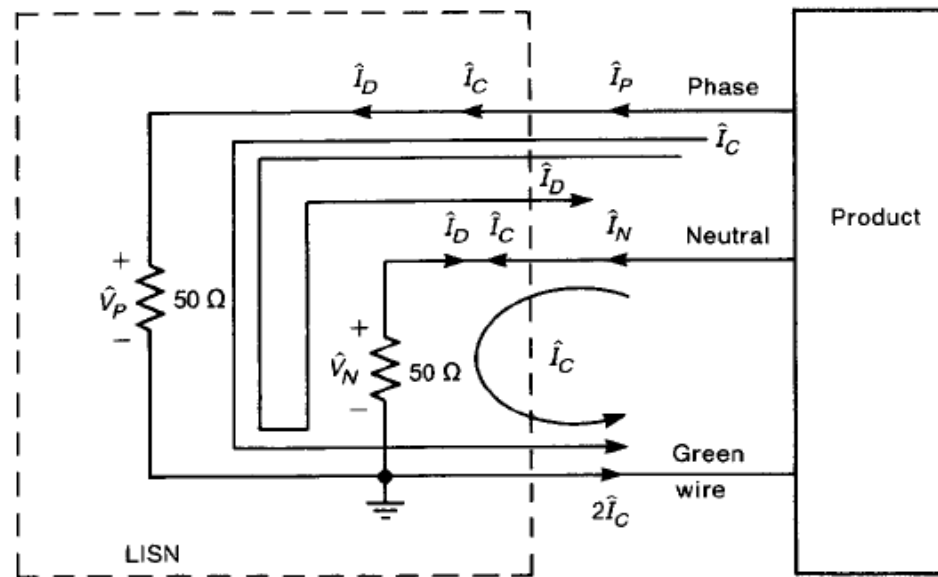 Î_D Î_C Î_P Phase
Î_C
Î_D
Î_D Î_C Î_N Neutral
Product
+
V̂_P 50 Ω
−
+
V̂_N 50 Ω
−
Î_C
Green
wire
2Î_C
LISN